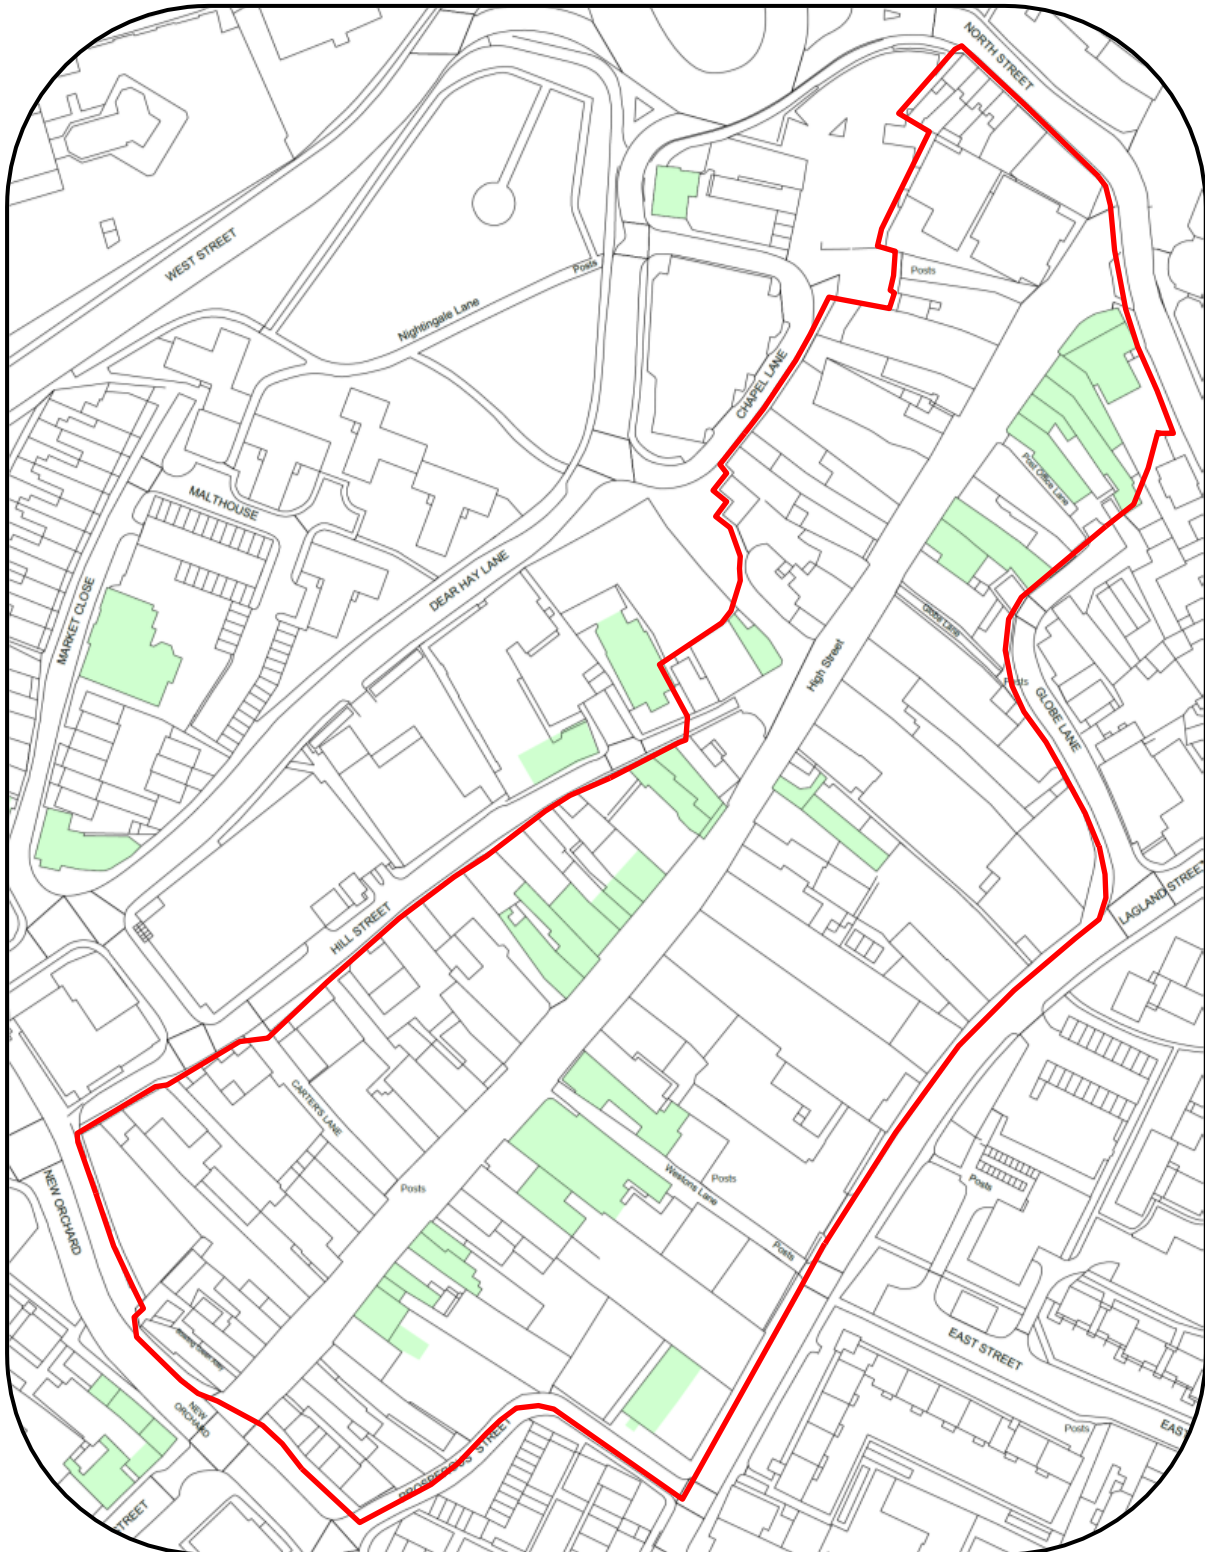 NORTH STREET
WEST STREET
Posts
Posts
Nightingale Lane
CHAPEL LANE
Post Office Lane
MALTHOUSE
DEAR HAY LANE
MARKET CLOSE
Globe Lane
High Street
Posts
GLOBE LANE
LAGLAND STREET
HILL STREET
CARTER'S LANE
Posts
Westons Lane
Posts
Posts
NEW ORCHARD
Posts
EAST STREET
NEW
ORCHARD
Posts
EAST
PROSPEROUS STREET
STREET